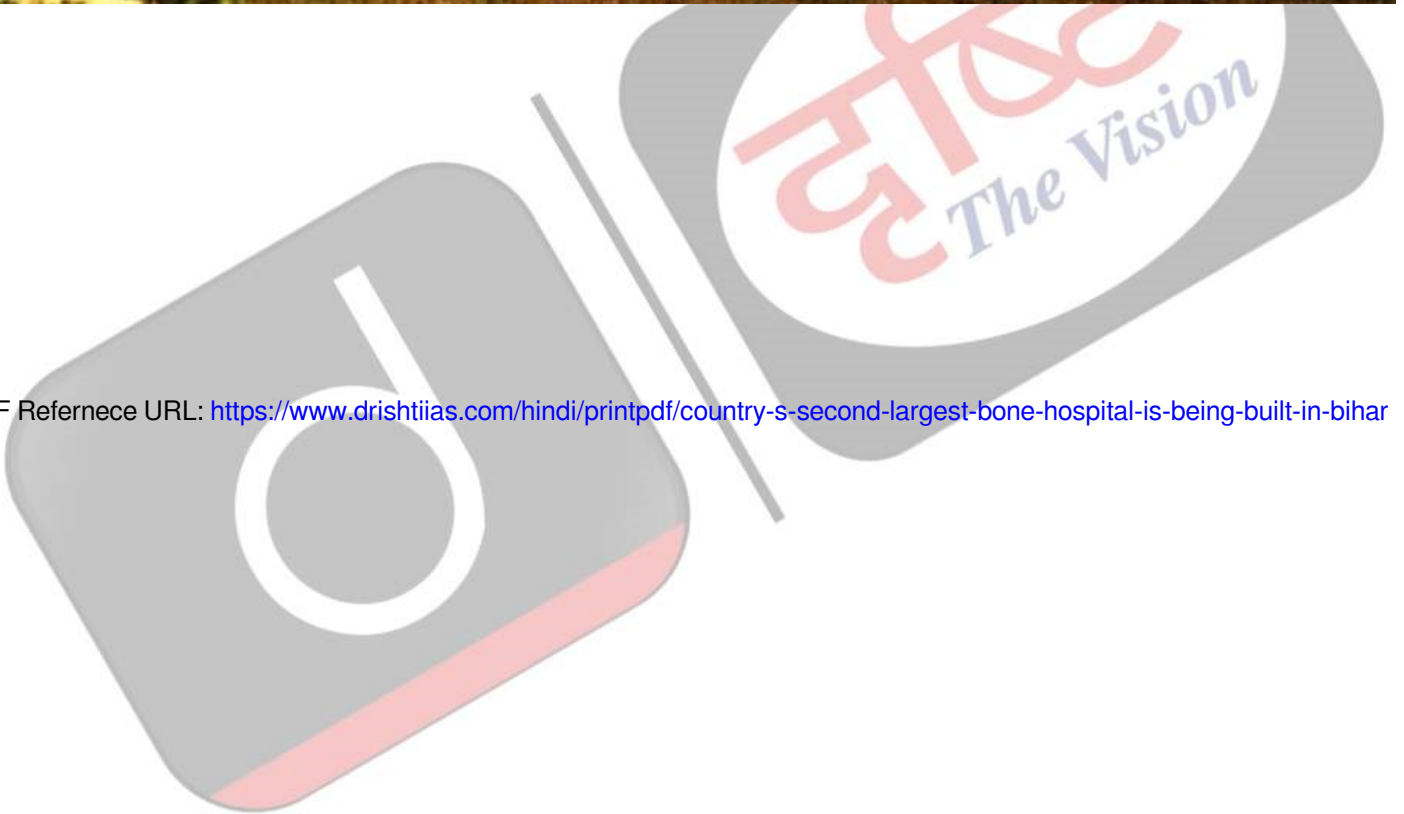 दृष्टि
The Vision
F Refernece URL: https://www.drishtiias.com/hindi/printpdf/country-s-second-largest-bone-hospital-is-being-built-in-bihar
d